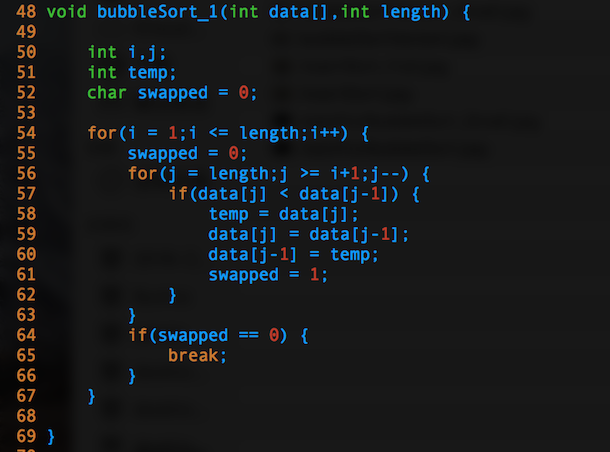 48 void bubbleSort_1(int data[],int length) {
49
50     int i,j;
51     int temp;
52     char swapped = 0;
53
54     for(i = 1;i <= length;i++) {
55         swapped = 0;
56         for(j = length;j >= i+1;j--) {
57             if(data[j] < data[j-1]) {
58                 temp = data[j];
59                 data[j] = data[j-1];
60                 data[j-1] = temp;
61                 swapped = 1;
62             }
63         }
64         if(swapped == 0) {
65             break;
66         }
67     }
68
69 }